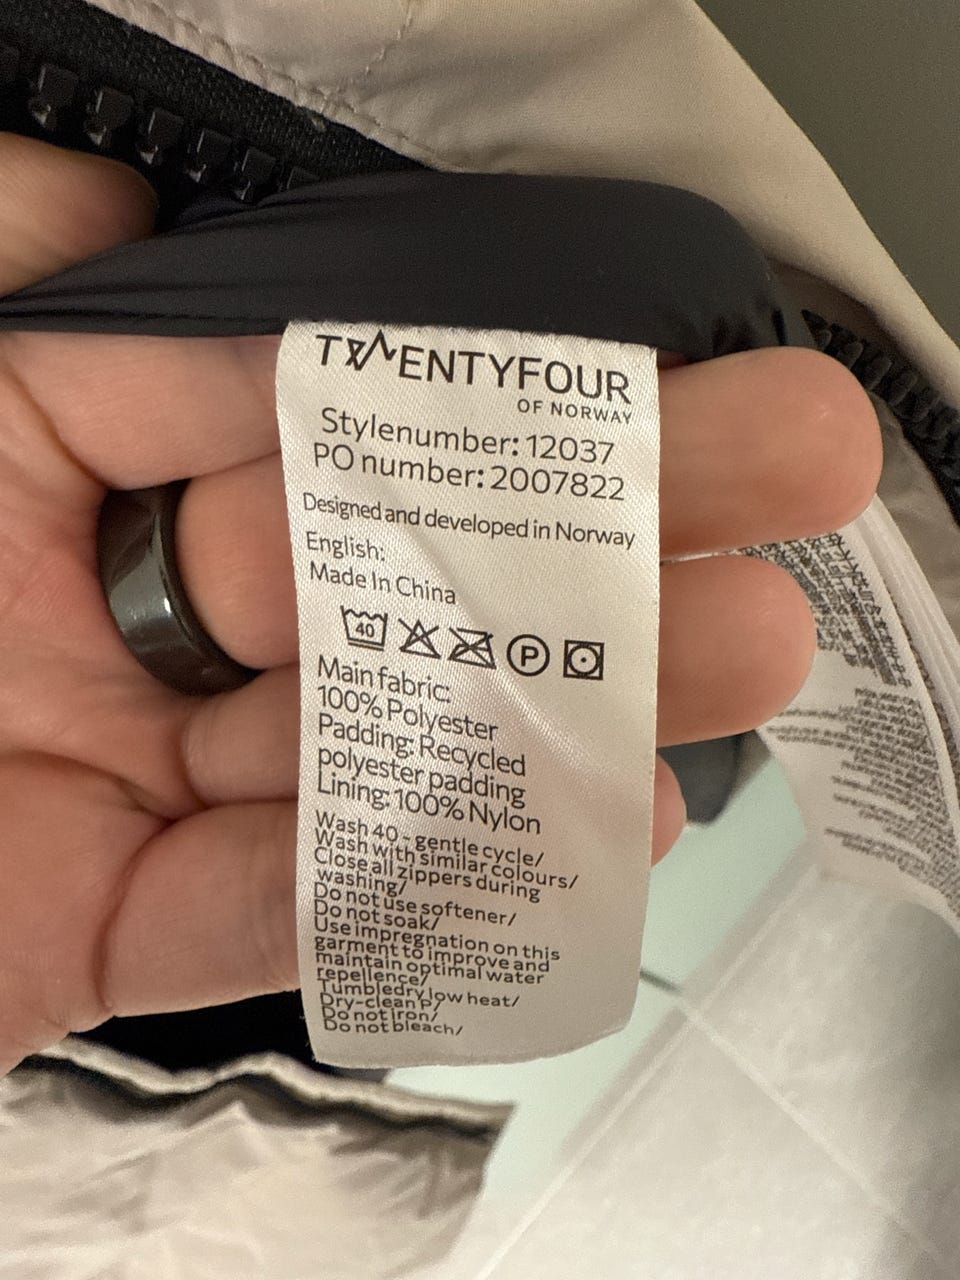 TWENTYFOUR
OF NORWAY
Stylenumber: 12037
PO number: 2007822
Designed and developed in Norway
English:
Made In China
40 P
Main fabric:
100% Polyester
Padding: Recycled
polyester padding
Lining: 100% Nylon
Wash 40 - gentle cycle/
Wash with similar colours/
Close all zippers during
washing/
Do not use softener/
Do not soak/
Use impregnation on this
garment to improve and
maintain optimal water
repellence/
Tumbledry low heat/
Dry-clean P/
Do not iron/
Do not bleach/